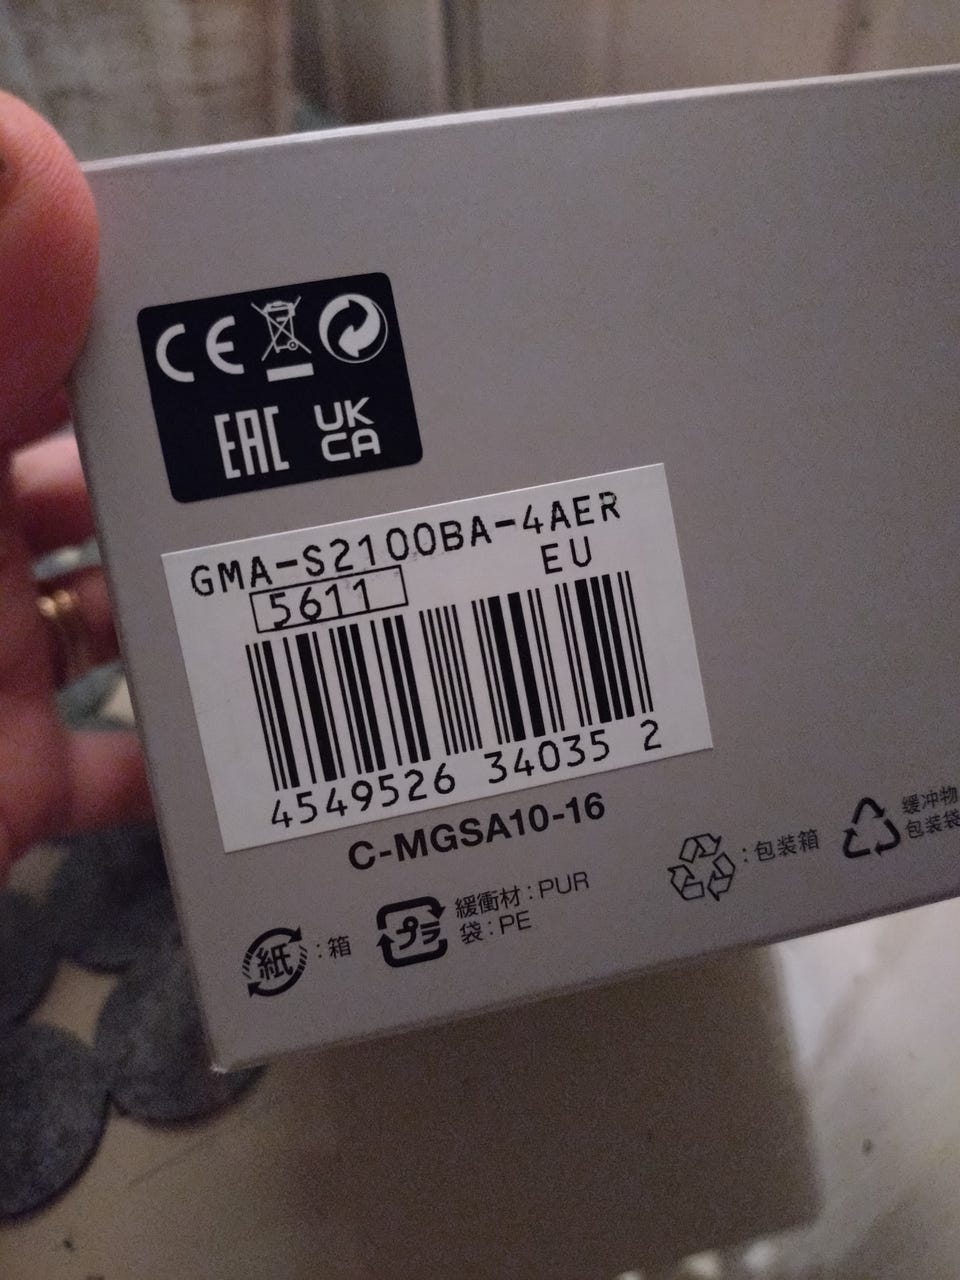 CE
EAC
UK
CA
GMA-S2100BA-4AER
5611
EU
4549526 34035 2
C-MGSA10-16
紙 : 箱
プラ 緩衝材 : PUR
袋 : PE
: 包装箱
缓冲物
包装袋